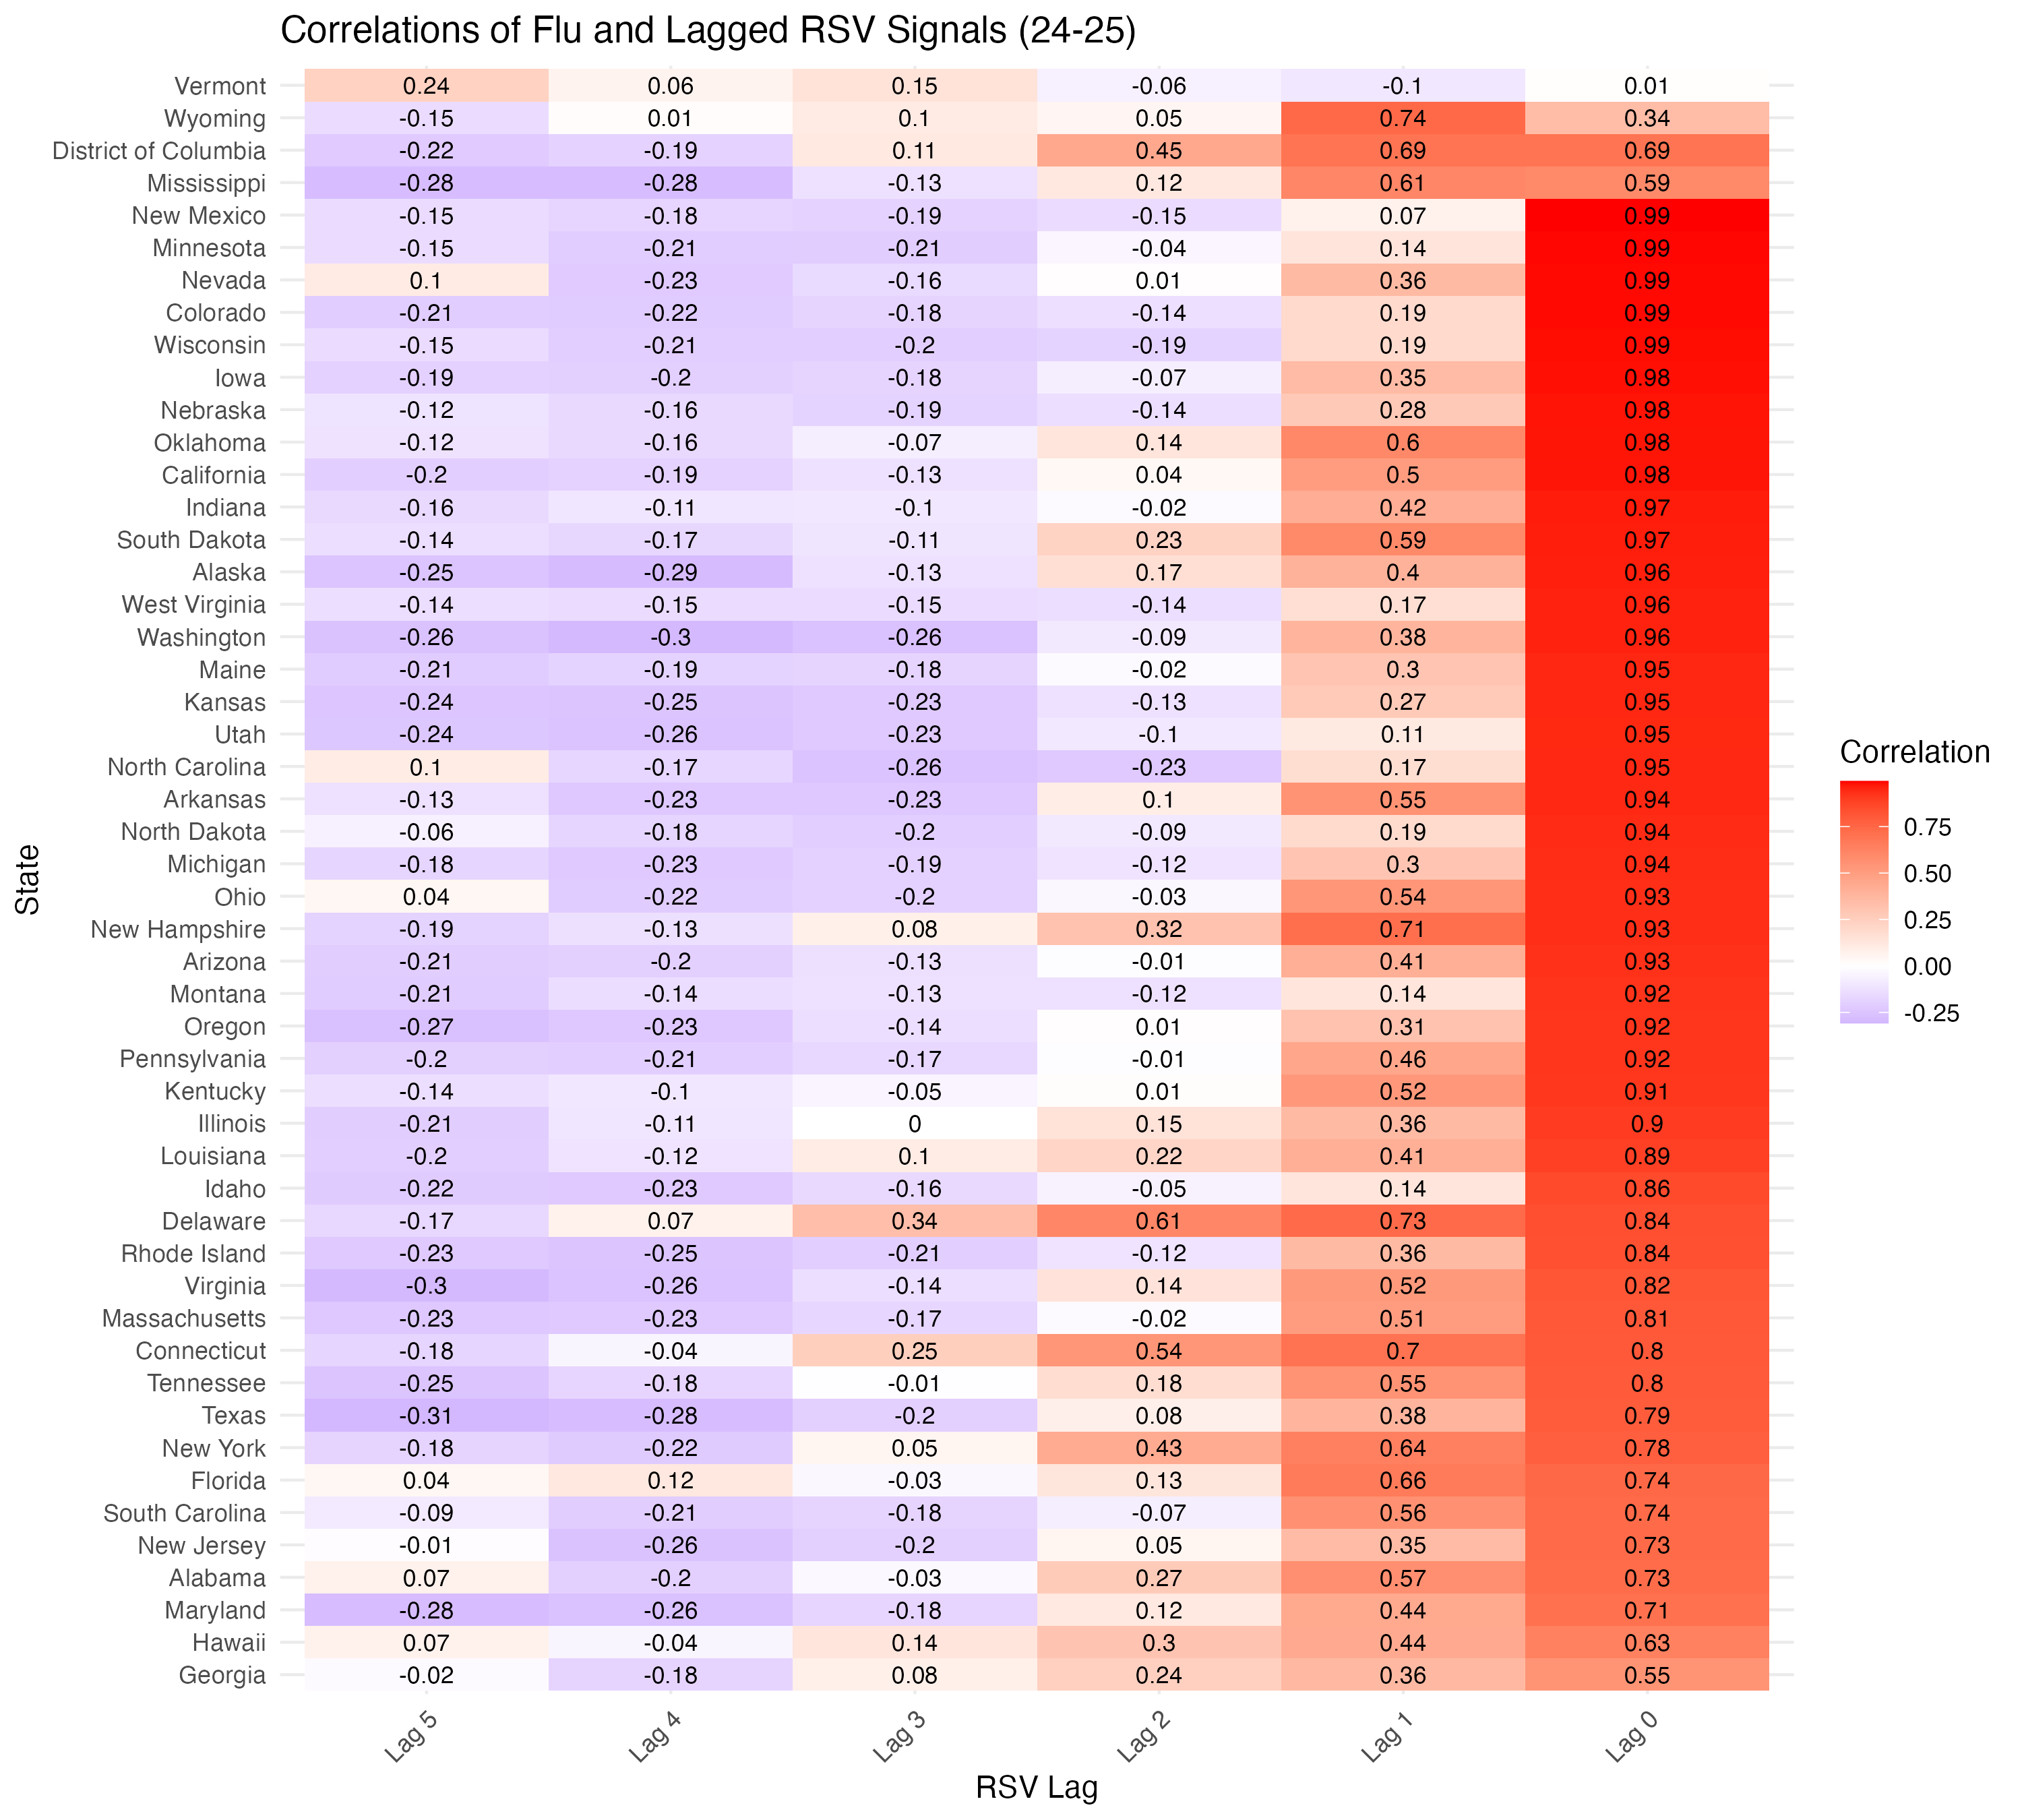 Correlations of Flu and Lagged RSV Signals (24-25)
Vermont 0.24 0.06 0.15 -0.06 -0.1 0.01
Wyoming -0.15 0.01 0.1 0.05 0.74 0.34
District of Columbia -0.22 -0.19 0.11 0.45 0.69 0.69
Mississippi -0.28 -0.28 -0.13 0.12 0.61 0.59
New Mexico -0.15 -0.18 -0.19 -0.15 0.07 0.99
Minnesota -0.15 -0.21 -0.21 -0.04 0.14 0.99
Nevada 0.1 -0.23 -0.16 0.01 0.36 0.99
Colorado -0.21 -0.22 -0.18 -0.14 0.19 0.99
Wisconsin -0.15 -0.21 -0.2 -0.19 0.19 0.99
Iowa -0.19 -0.2 -0.18 -0.07 0.35 0.98
Nebraska -0.12 -0.16 -0.19 -0.14 0.28 0.98
Oklahoma -0.12 -0.16 -0.07 0.14 0.6 0.98
California -0.2 -0.19 -0.13 0.04 0.5 0.98
Indiana -0.16 -0.11 -0.1 -0.02 0.42 0.97
South Dakota -0.14 -0.17 -0.11 0.23 0.59 0.97
Alaska -0.25 -0.29 -0.13 0.17 0.4 0.96
West Virginia -0.14 -0.15 -0.15 -0.14 0.17 0.96
Washington -0.26 -0.3 -0.26 -0.09 0.38 0.96
Maine -0.21 -0.19 -0.18 -0.02 0.3 0.95
Kansas -0.24 -0.25 -0.23 -0.13 0.27 0.95
Utah -0.24 -0.26 -0.23 -0.1 0.11 0.95
North Carolina 0.1 -0.17 -0.26 -0.23 0.17 0.95
Arkansas -0.13 -0.23 -0.23 0.1 0.55 0.94
North Dakota -0.06 -0.18 -0.2 -0.09 0.19 0.94
Michigan -0.18 -0.23 -0.19 -0.12 0.3 0.94
Ohio 0.04 -0.22 -0.2 -0.03 0.54 0.93
New Hampshire -0.19 -0.13 0.08 0.32 0.71 0.93
Arizona -0.21 -0.2 -0.13 -0.01 0.41 0.93
Montana -0.21 -0.14 -0.13 -0.12 0.14 0.92
Oregon -0.27 -0.23 -0.14 0.01 0.31 0.92
Pennsylvania -0.2 -0.21 -0.17 -0.01 0.46 0.92
Kentucky -0.14 -0.1 -0.05 0.01 0.52 0.91
Illinois -0.21 -0.11 0 0.15 0.36 0.9
Louisiana -0.2 -0.12 0.1 0.22 0.41 0.89
Idaho -0.22 -0.23 -0.16 -0.05 0.14 0.86
Delaware -0.17 0.07 0.34 0.61 0.73 0.84
Rhode Island -0.23 -0.25 -0.21 -0.12 0.36 0.84
Virginia -0.3 -0.26 -0.14 0.14 0.52 0.82
Massachusetts -0.23 -0.23 -0.17 -0.02 0.51 0.81
Connecticut -0.18 -0.04 0.25 0.54 0.7 0.8
Tennessee -0.25 -0.18 -0.01 0.18 0.55 0.8
Texas -0.31 -0.28 -0.2 0.08 0.38 0.79
New York -0.18 -0.22 0.05 0.43 0.64 0.78
Florida 0.04 0.12 -0.03 0.13 0.66 0.74
South Carolina -0.09 -0.21 -0.18 -0.07 0.56 0.74
New Jersey -0.01 -0.26 -0.2 0.05 0.35 0.73
Alabama 0.07 -0.2 -0.03 0.27 0.57 0.73
Maryland -0.28 -0.26 -0.18 0.12 0.44 0.71
Hawaii 0.07 -0.04 0.14 0.3 0.44 0.63
Georgia -0.02 -0.18 0.08 0.24 0.36 0.55
Lag 5 Lag 4 Lag 3 Lag 2 Lag 1 Lag 0
RSV Lag
State
Correlation
0.75
0.50
0.25
0.00
-0.25